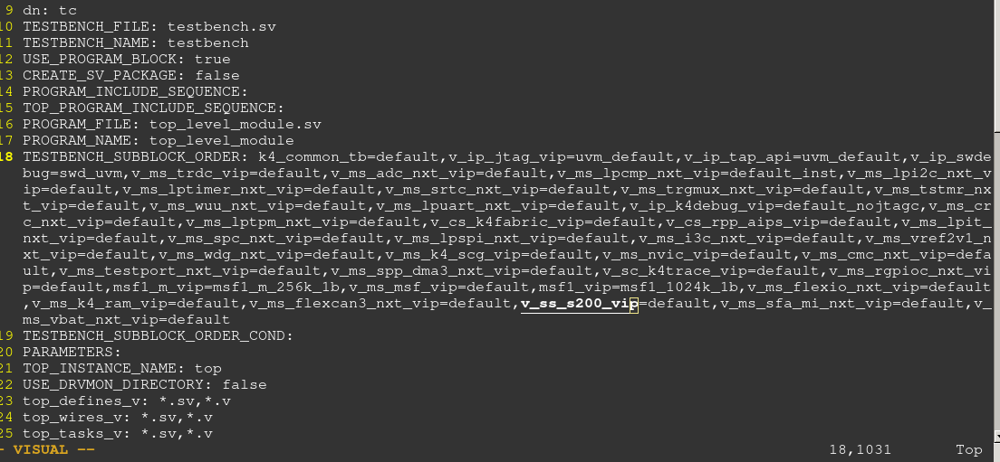 9 dn: tc
10 TESTBENCH_FILE: testbench.sv
11 TESTBENCH_NAME: testbench
12 USE_PROGRAM_BLOCK: true
13 CREATE_SV_PACKAGE: false
14 PROGRAM_INCLUDE_SEQUENCE:
15 TOP_PROGRAM_INCLUDE_SEQUENCE:
16 PROGRAM_FILE: top_level_module.sv
17 PROGRAM_NAME: top_level_module
18 TESTBENCH_SUBBLOCK_ORDER: k4_common_tb=default,v_ip_jtag_vip=uvm_default,v_ip_tap_api=uvm_default,v_ip_swde
bug=swd_uvm,v_ms_trdc_vip=default,v_ms_adc_nxt_vip=default,v_ms_lpcmp_nxt_vip=default_inst,v_ms_lpi2c_nxt_v
ip=default,v_ms_lptimer_nxt_vip=default,v_ms_srtc_nxt_vip=default,v_ms_trgmux_nxt_vip=default,v_ms_tstmr_nx
t_vip=default,v_ms_wuu_nxt_vip=default,v_ms_lpuart_nxt_vip=default,v_ip_k4debug_vip=default_nojtagc,v_ms_cr
c_nxt_vip=default,v_ms_lptpm_nxt_vip=default,v_cs_k4fabric_vip=default,v_cs_rpp_aips_vip=default,v_ms_lpit_
nxt_vip=default,v_ms_spc_nxt_vip=default,v_ms_lpspi_nxt_vip=default,v_ms_i3c_nxt_vip=default,v_ms_vref2v1_n
xt_vip=default,v_ms_wdg_nxt_vip=default,v_ms_k4_scg_vip=default,v_ms_nvic_vip=default,v_ms_cmc_nxt_vip=defa
ult,v_ms_testport_nxt_vip=default,v_ms_spp_dma3_nxt_vip=default,v_sc_k4trace_vip=default,v_ms_rgpioc_nxt_vi
p=default,msf1_m_vip=msf1_m_256k_1b,v_ms_msf_vip=default,msf1_vip=msf1_1024k_1b,v_ms_flexio_nxt_vip=default
,v_ms_k4_ram_vip=default,v_ms_flexcan3_nxt_vip=default,v_ss_s200_vip=default,v_ms_sfa_mi_nxt_vip=default,v_
ms_vbat_nxt_vip=default
19 TESTBENCH_SUBBLOCK_ORDER_COND:
20 PARAMETERS:
21 TOP_INSTANCE_NAME: top
22 USE_DRVMON_DIRECTORY: false
23 top_defines_v: *.sv,*.v
24 top_wires_v: *.sv,*.v
25 top_tasks_v: *.sv,*.v
- VISUAL -- 18,1031 Top